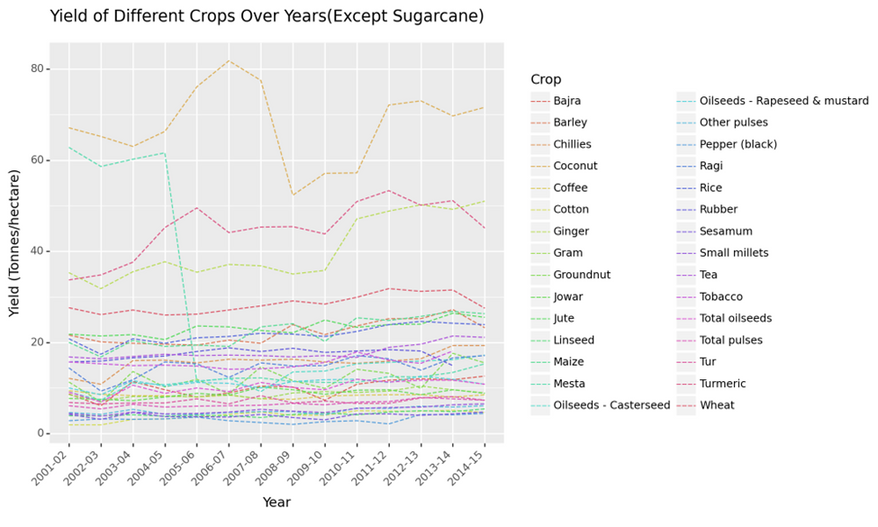 Yield of Different Crops Over Years(Except Sugarcane)
Yield (Tonnes/hectare)
80
60
40
20
0
2001-02
2002-03
2003-04
2004-05
2005-06
2006-07
2007-08
2008-09
2009-10
2010-11
2011-12
2012-13
2013-14
2014-15
Year
Crop
Bajra
Barley
Chillies
Coconut
Coffee
Cotton
Ginger
Gram
Groundnut
Jowar
Jute
Linseed
Maize
Mesta
Oilseeds - Casterseed
Oilseeds - Rapeseed & mustard
Other pulses
Pepper (black)
Ragi
Rice
Rubber
Sesamum
Small millets
Tea
Tobacco
Total oilseeds
Total pulses
Tur
Turmeric
Wheat